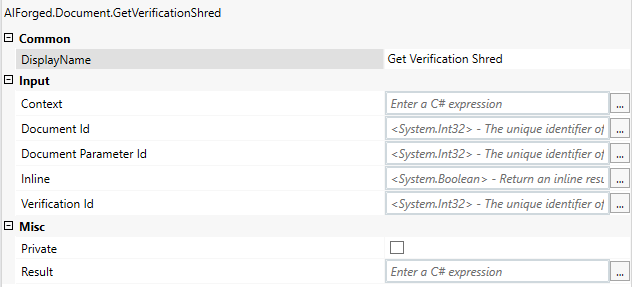 AIForged.Document.GetVerificationShred
Common
DisplayName Get Verification Shred
Input
Context Enter a C# expression ...
Document Id <System.Int32> - The unique identifier of ...
Document Parameter Id <System.Int32> - The unique identifier of ...
Inline <System.Boolean> - Return an inline resu ...
Verification Id <System.Int32> - The unique identifier of ...
Misc
Private
Result Enter a C# expression ...